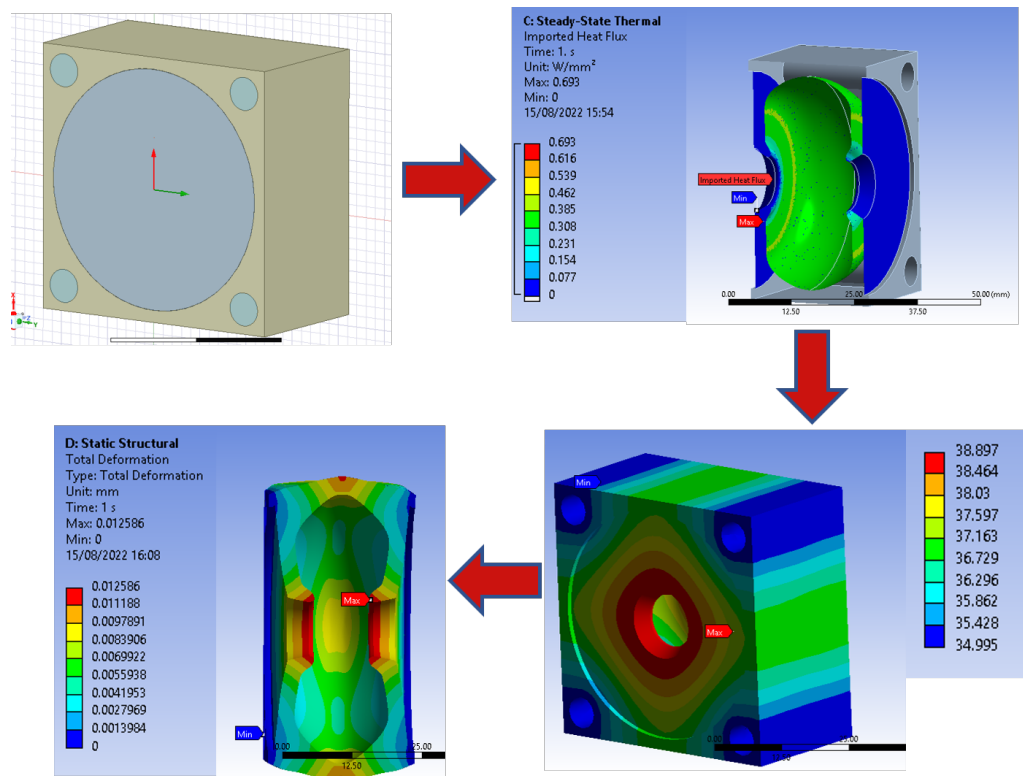 C: Steady-State Thermal
Imported Heat Flux
Time: 1. s
Unit: W/mm²
Max: 0.693
Min: 0
15/08/2022 15:54
0.693
0.616
0.539
0.462
0.385
0.308
0.231
0.154
0.077
0
Imported Heat Flux
Min
Max
0.00
25.00
50.00 (mm)
12.50
37.50
X
Z
Y
D: Static Structural
Total Deformation
Type: Total Deformation
Unit: mm
Time: 1 s
Max: 0.012586
Min: 0
15/08/2022 16:08
0.012586
0.011188
0.0097891
0.0083906
0.0069922
0.0055938
0.0041953
0.0027969
0.0013984
0
Max
Min
0.00
25.00
12.50
Min
Max
0.00
25.00
38.897
38.464
38.03
37.597
37.163
36.729
36.296
35.862
35.428
34.995